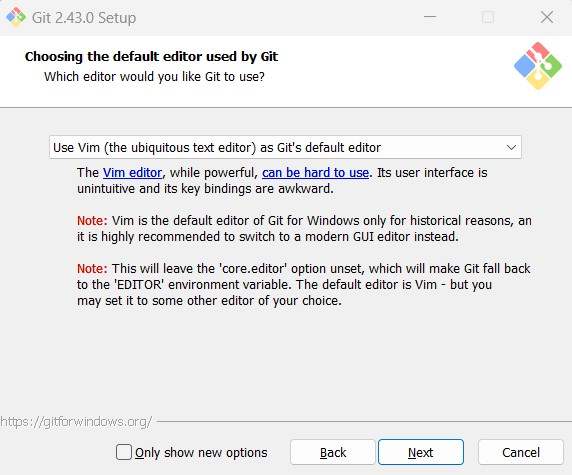 Git 2.43.0 Setup
Choosing the default editor used by Git
Which editor would you like Git to use?
Use Vim (the ubiquitous text editor) as Git's default editor
The Vim editor, while powerful, can be hard to use. Its user interface is
unintuitive and its key bindings are awkward.
Note: Vim is the default editor of Git for Windows only for historical reasons, an
it is highly recommended to switch to a modern GUI editor instead.
Note: This will leave the 'core.editor' option unset, which will make Git fall back
to the 'EDITOR' environment variable. The default editor is Vim - but you
may set it to some other editor of your choice.
https://gitforwindows.org/
Only show new options
Back
Next
Cancel